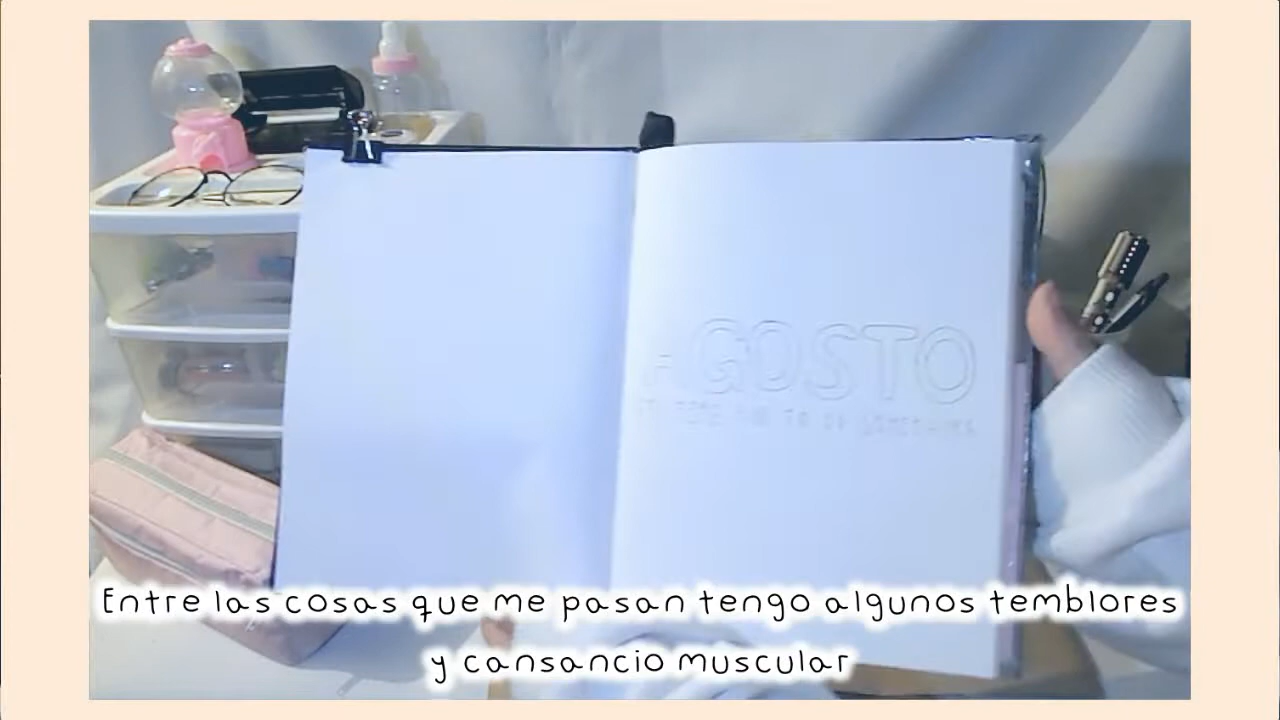 AGOSTO
Entre las cosas que me pasan tengo algunos temblores
y cansancio muscular